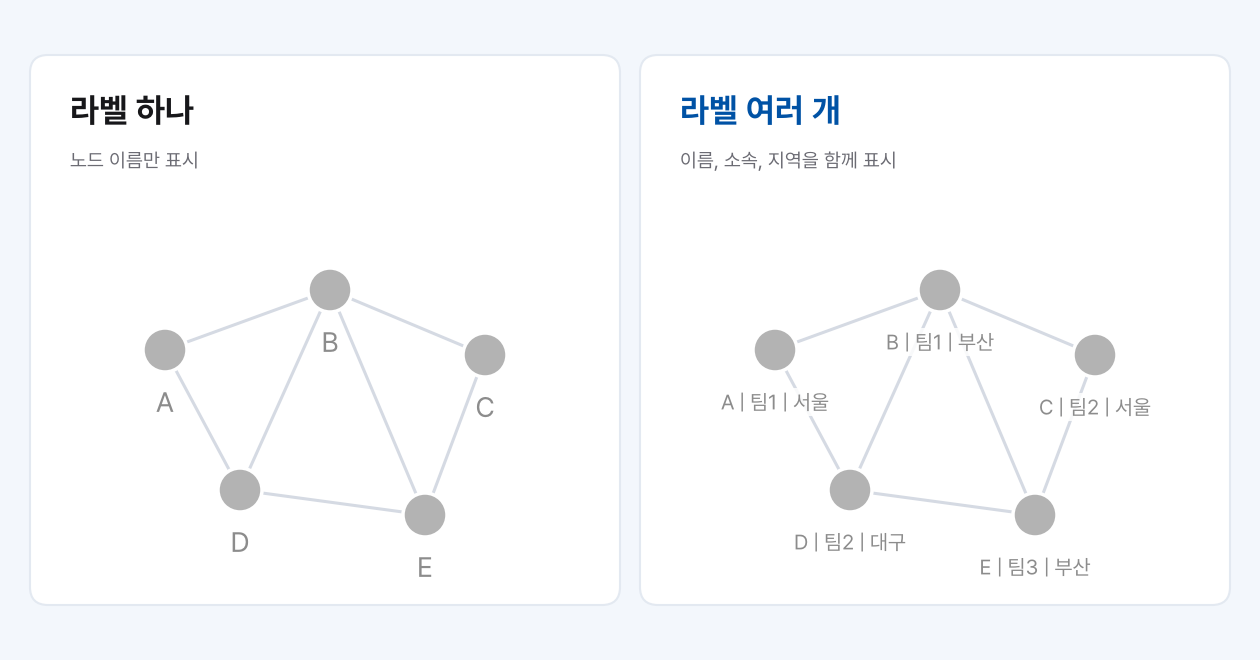 라벨 하나
노드 이름만 표시
B
A
C
D
E
라벨 여러 개
이름, 소속, 지역을 함께 표시
B | 팀1 | 부산
A | 팀1 | 서울
C | 팀2 | 서울
D | 팀2 | 대구
E | 팀3 | 부산